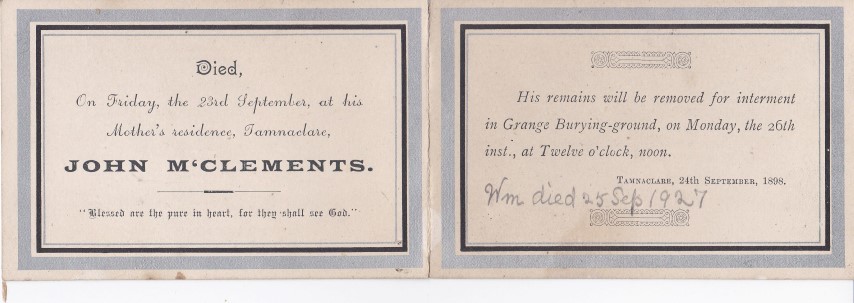 Died,
On Friday, the 23rd September, at his
Mother's residence, Tamnaclare,
JOHN M‘CLEMENTS.
"Blessed are the pure in heart, for they shall see God."
His remains will be removed for interment
in Grange Burying-ground, on Monday, the 26th
inst., at Twelve o'clock, noon.
TAMNACLARE, 24th SEPTEMBER, 1898.
Wm died 25 Sep 1927